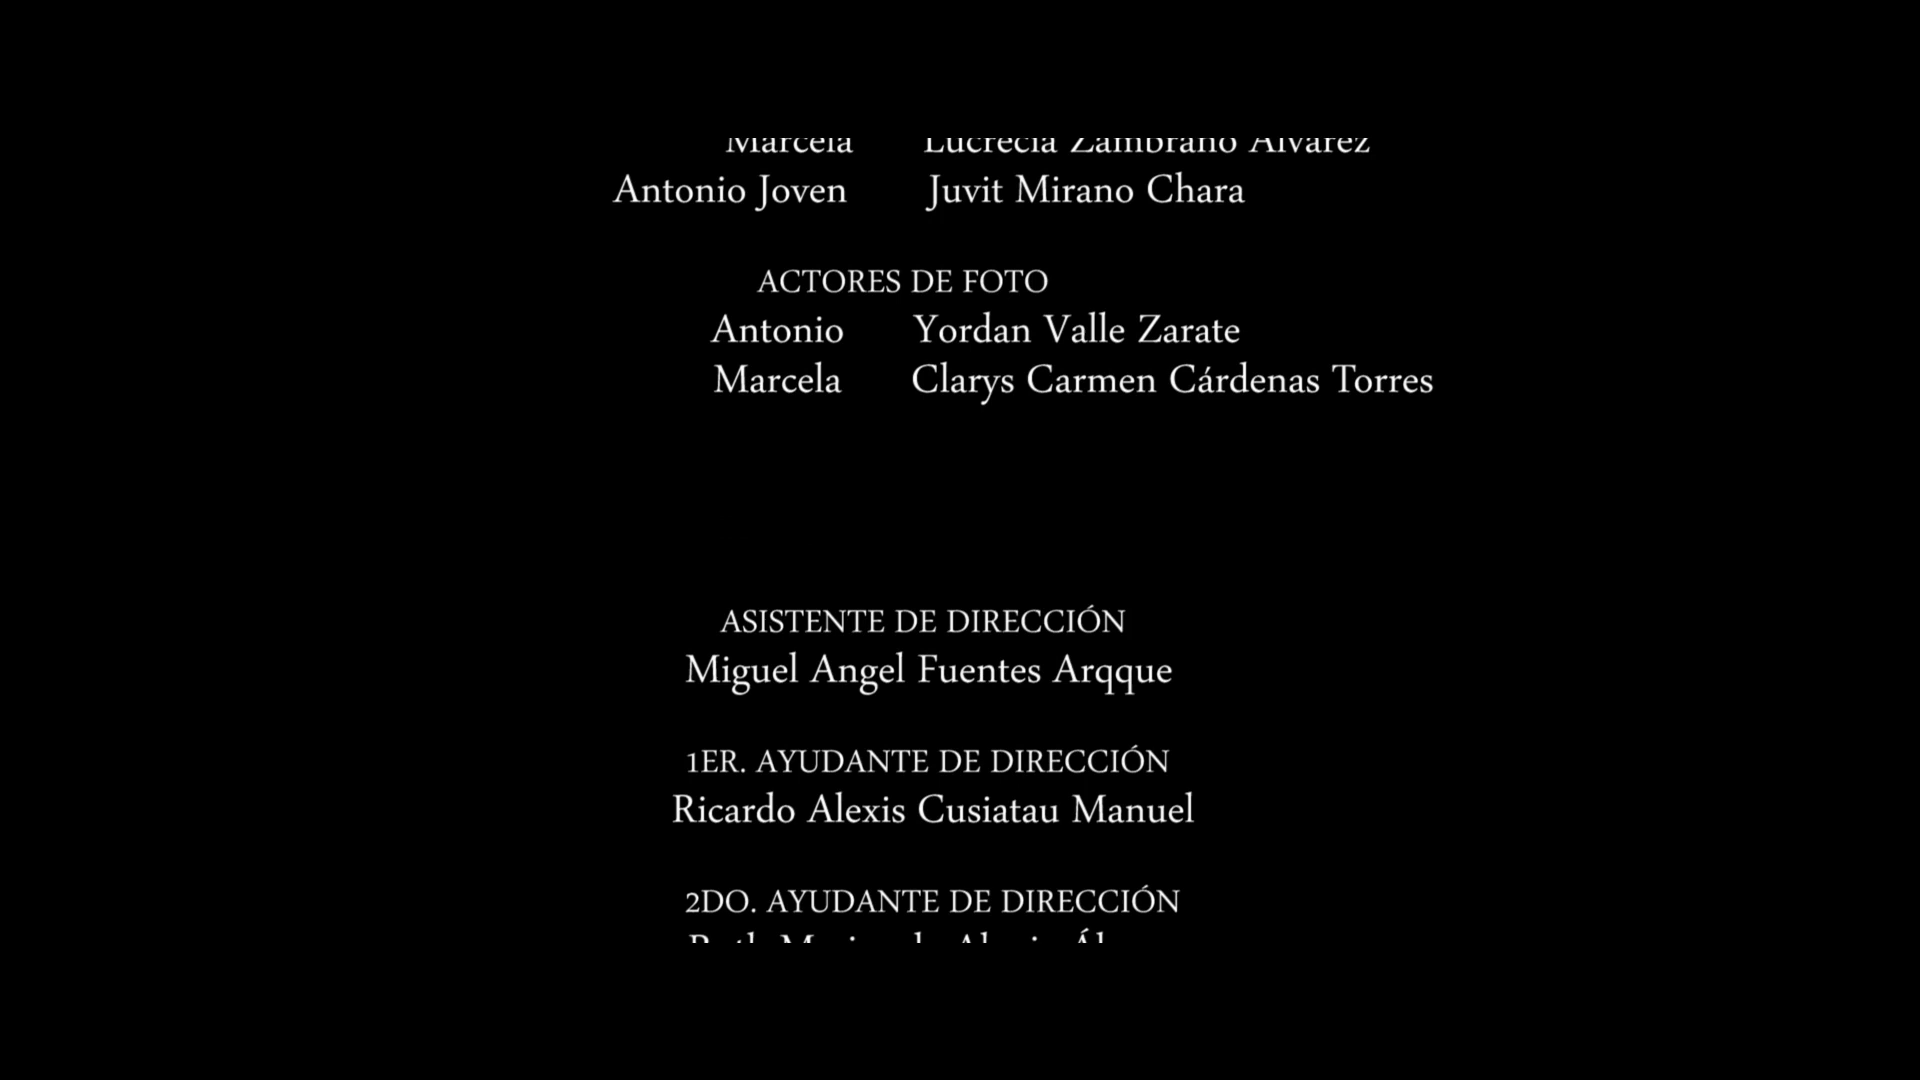 Marcela Lucrecia Zambrano Alvarez
Antonio Joven Juvit Mirano Chara
ACTORES DE FOTO
Antonio Yordan Valle Zarate
Marcela Clarys Carmen Cárdenas Torres
ASISTENTE DE DIRECCIÓN
Miguel Angel Fuentes Arqque
1ER. AYUDANTE DE DIRECCIÓN
Ricardo Alexis Cusiatau Manuel
2DO. AYUDANTE DE DIRECCIÓN